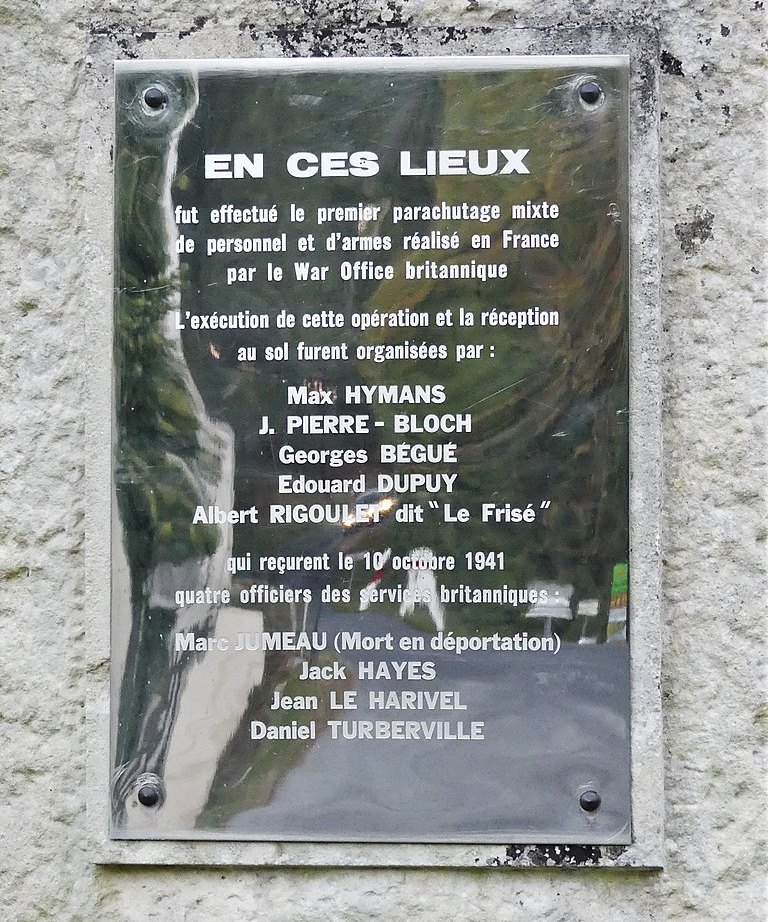 EN CES LIEUX
fut effectué le premier parachutage mixte
de personnel et d'armes réalisé en France
par le War Office britannique
L'exécution de cette opération et la réception
au sol furent organisées par :
Max HYMANS
J. PIERRE - BLOCH
Georges BÉGUÉ
Edouard DUPUY
Albert RIGOULET dit " Le Frisé "
qui reçurent le 10 octobre 1941
quatre officiers des services britanniques :
Marc JUMEAU (Mort en déportation)
Jack HAYES
Jean LE HARIVEL
Daniel TURBERVILLE